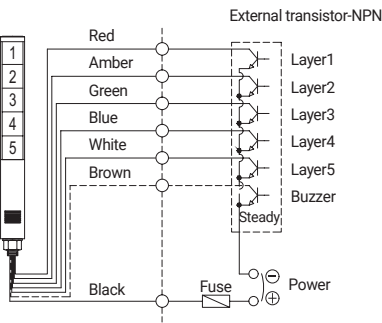 External transistor-NPN
Red
1
Layer1
Amber
2
Layer2
Green
3
Layer3
Blue
4
Layer4
White
5
Layer5
Brown
Buzzer
Steady
Black
Fuse
Power